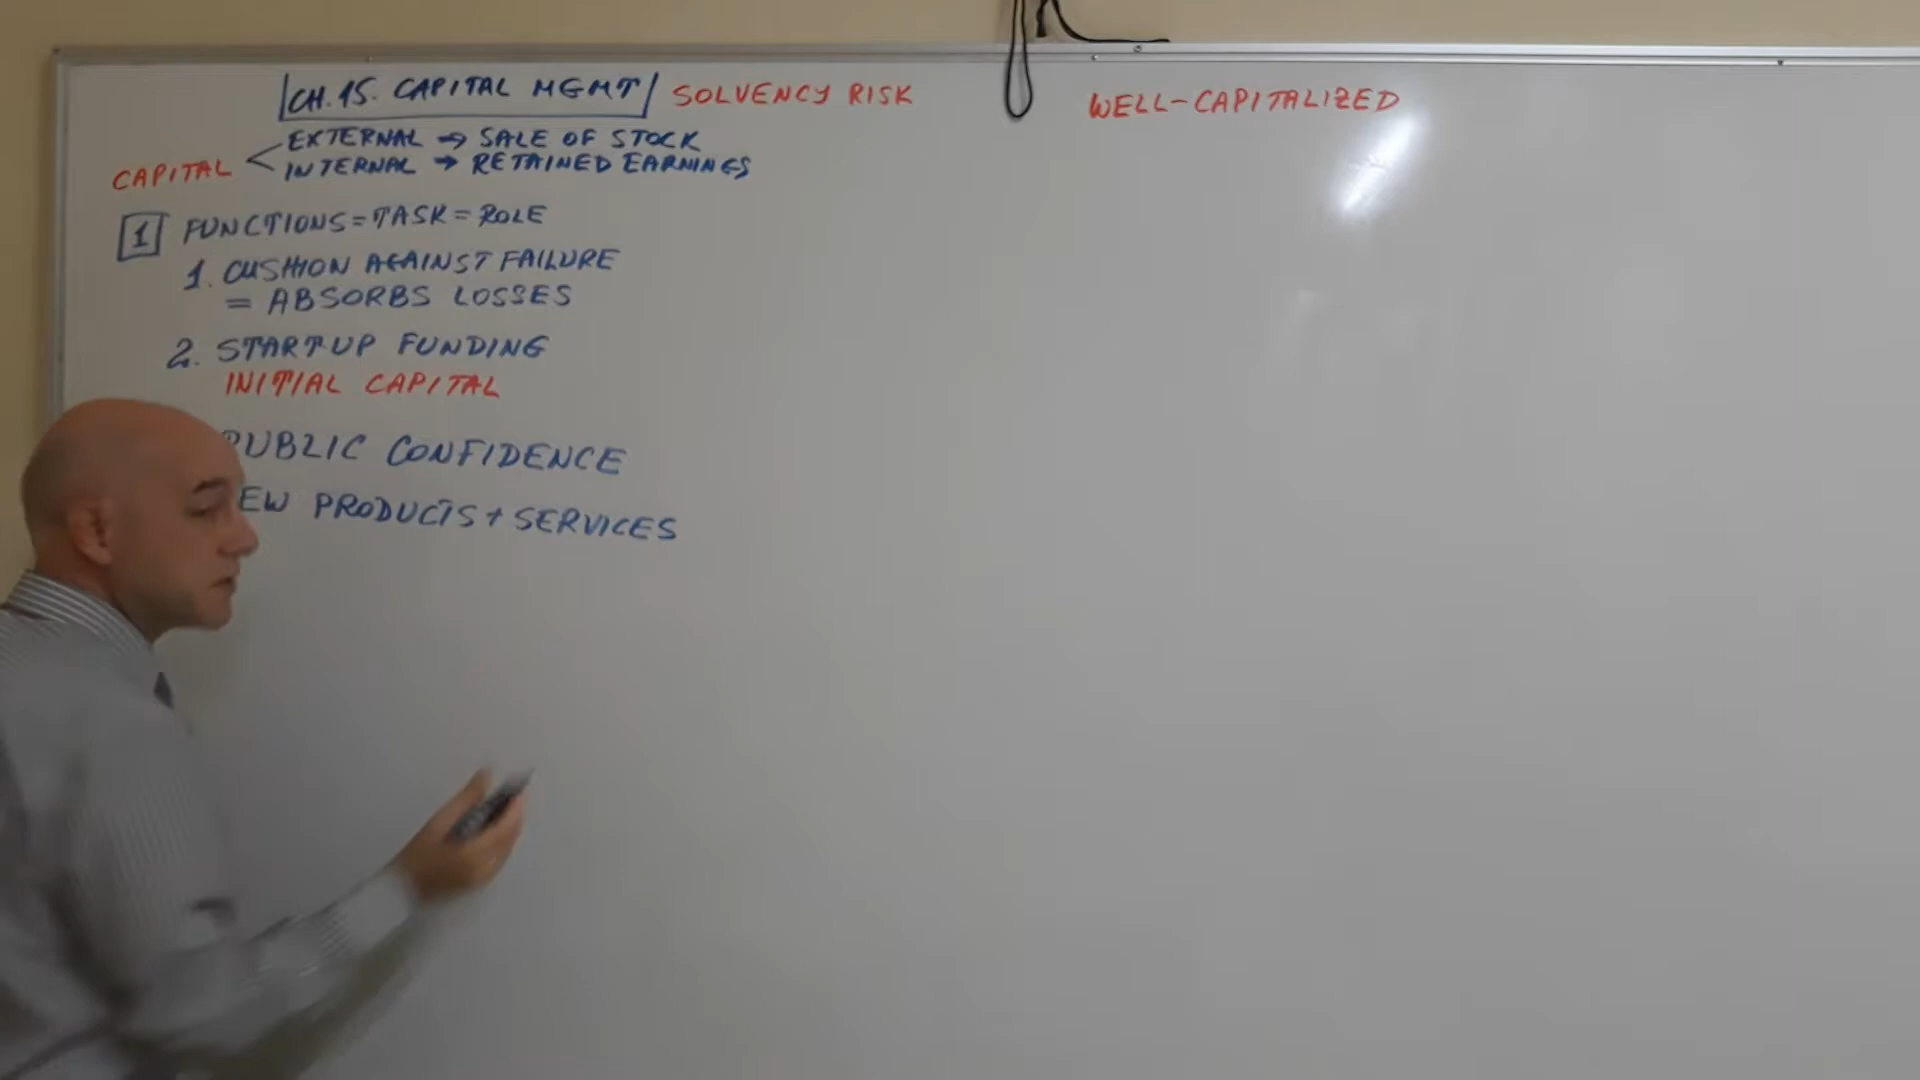 CH.15. CAPITAL MGMT SOLVENCY RISK
WELL-CAPITALIZED
CAPITAL
EXTERNAL → SALE OF STOCK
INTERNAL → RETAINED EARNINGS
1 FUNCTIONS = TASK = ROLE
1. CUSHION AGAINST FAILURE
= ABSORBS LOSSES
2. STARTUP FUNDING
INITIAL CAPITAL
PUBLIC CONFIDENCE
EW PRODUCTS + SERVICES